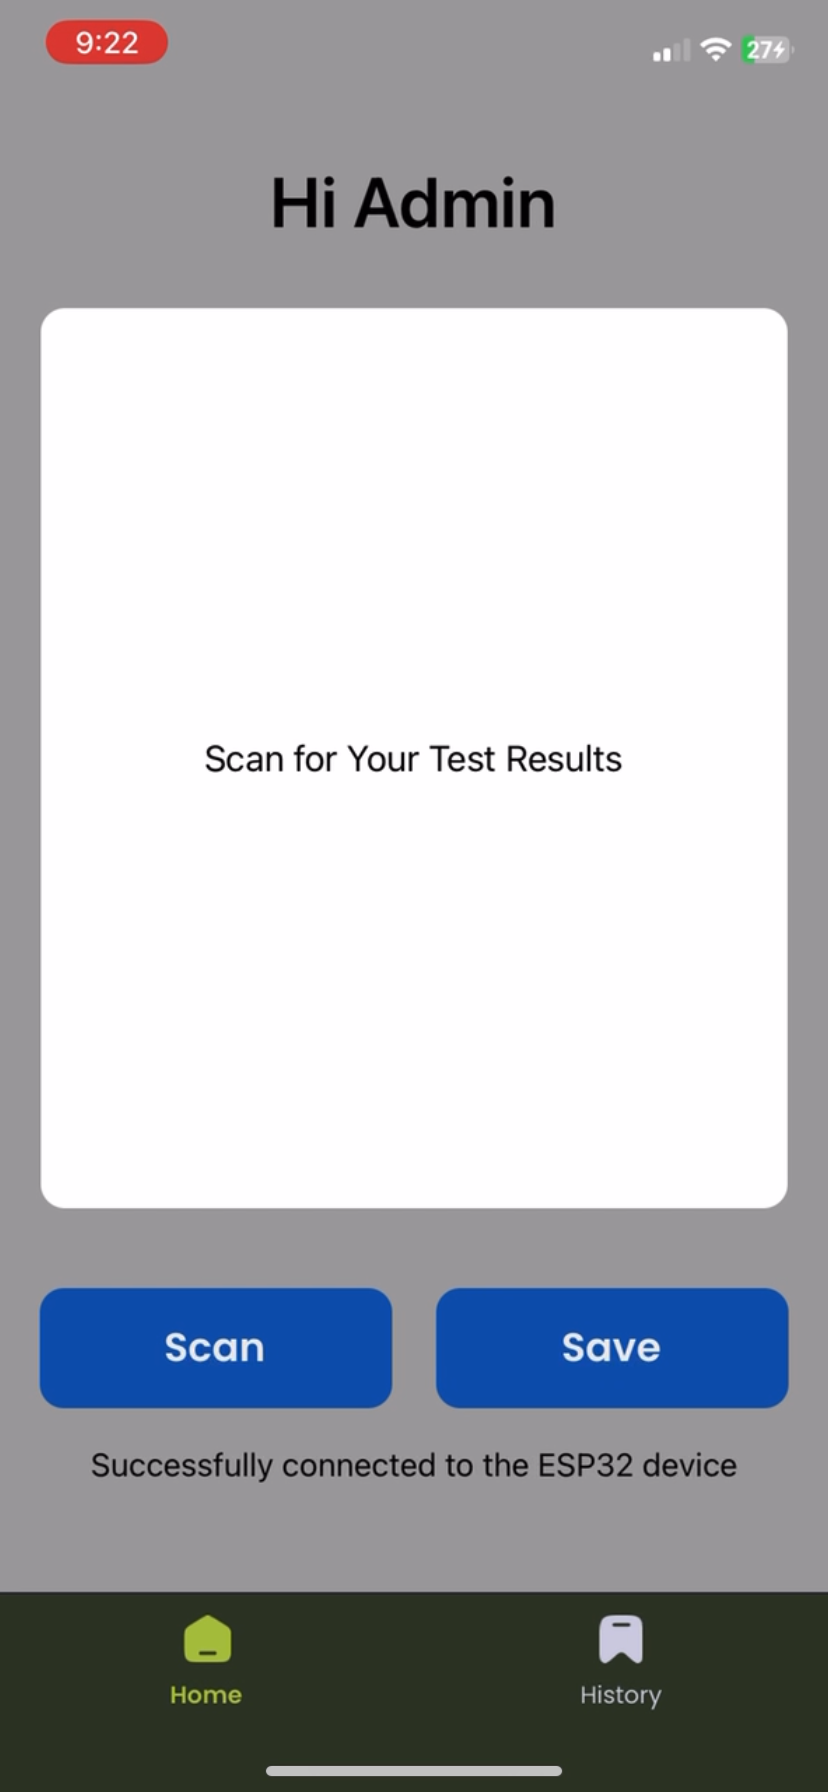 9:22
27
Hi Admin
Scan for Your Test Results
Scan
Save
Successfully connected to the ESP32 device
Home
History